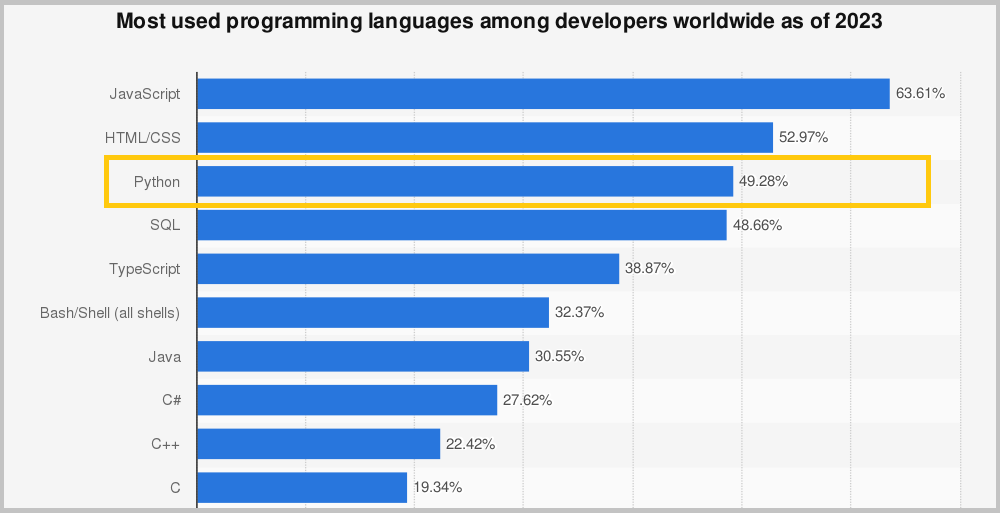 Most used programming languages among developers worldwide as of 2023
JavaScript 63.61%
HTML/CSS 52.97%
Python 49.28%
SQL 48.66%
TypeScript 38.87%
Bash/Shell (all shells) 32.37%
Java 30.55%
C# 27.62%
C++ 22.42%
C 19.34%